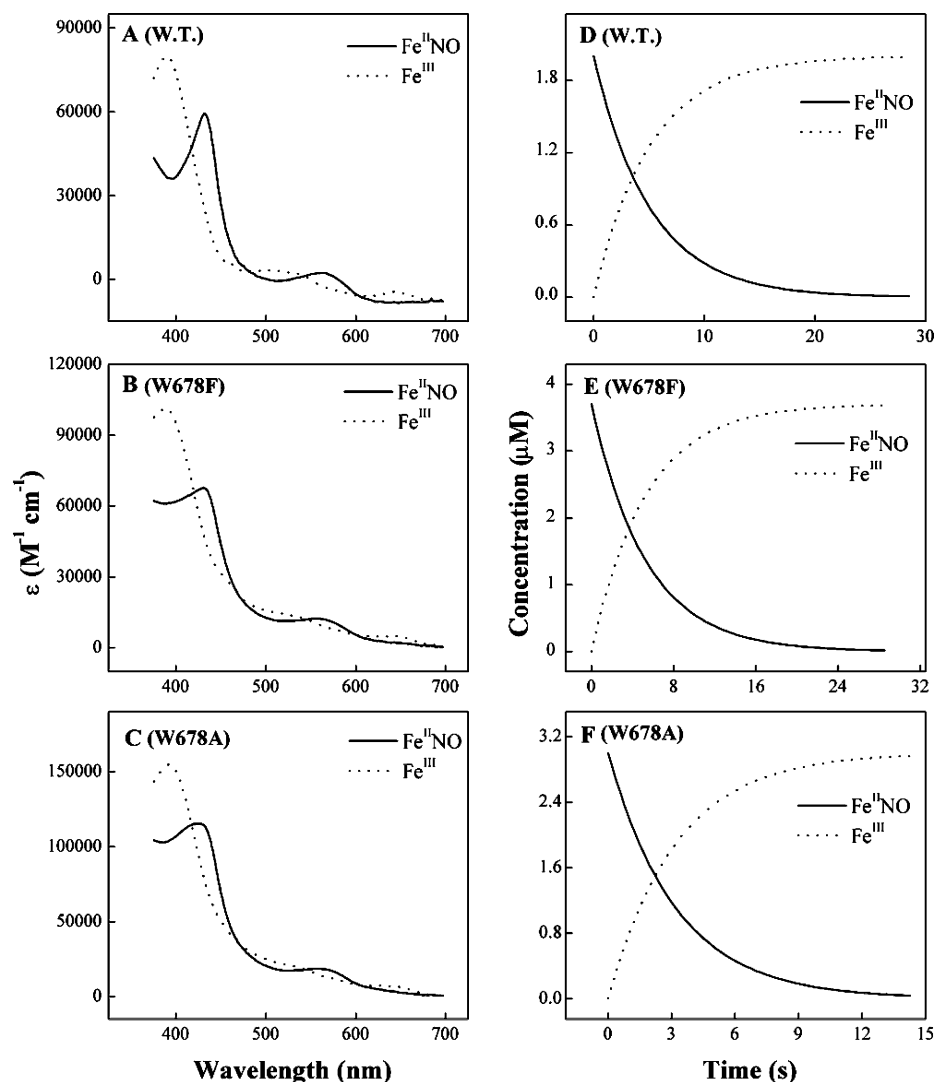 A (W.T.)
Fe^II NO
Fe^III
90000
60000
30000
0
400 500 600 700
D (W.T.)
Fe^II NO
Fe^III
1.8
1.2
0.6
0.0
0 10 20 30
B (W678F)
Fe^II NO
Fe^III
120000
90000
60000
30000
0
400 500 600 700
E (W678F)
Fe^II NO
Fe^III
4
3
2
1
0
0 8 16 24 32
C (W678A)
Fe^II NO
Fe^III
150000
100000
50000
0
400 500 600 700
F (W678A)
Fe^II NO
Fe^III
3.2
2.4
1.6
0.8
0.0
0 3 6 9 12 15
ε (M⁻¹ cm⁻¹)
Concentration (μM)
Wavelength (nm)
Time (s)